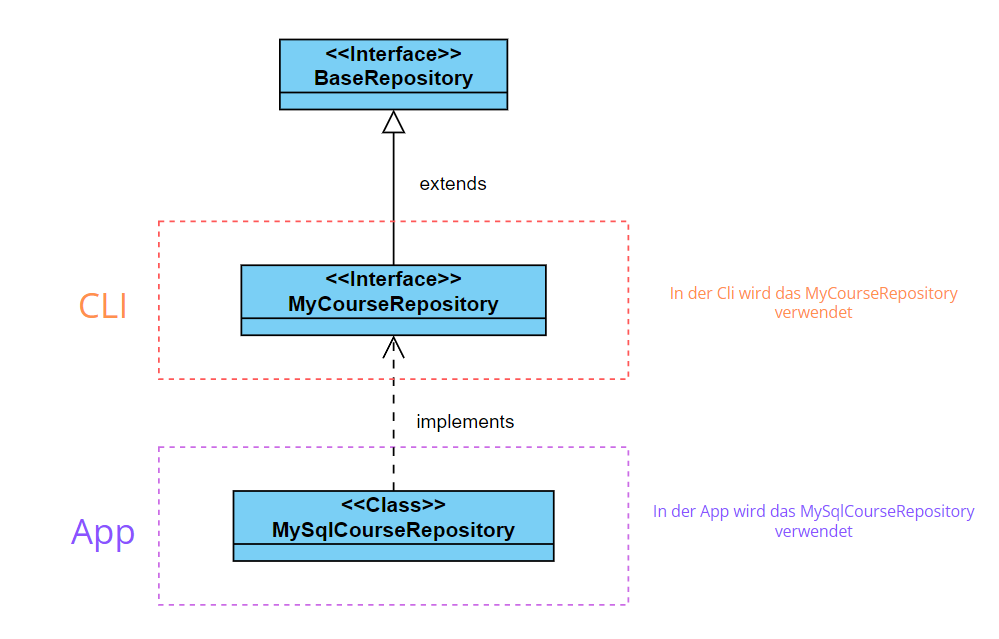 <<Interface>>
BaseRepository
extends
<<Interface>>
MyCourseRepository
CLI
In der Cli wird das MyCourseRepository
verwendet
implements
<<Class>>
MySqlCourseRepository
App
In der App wird das MySqlCourseRepository
verwendet